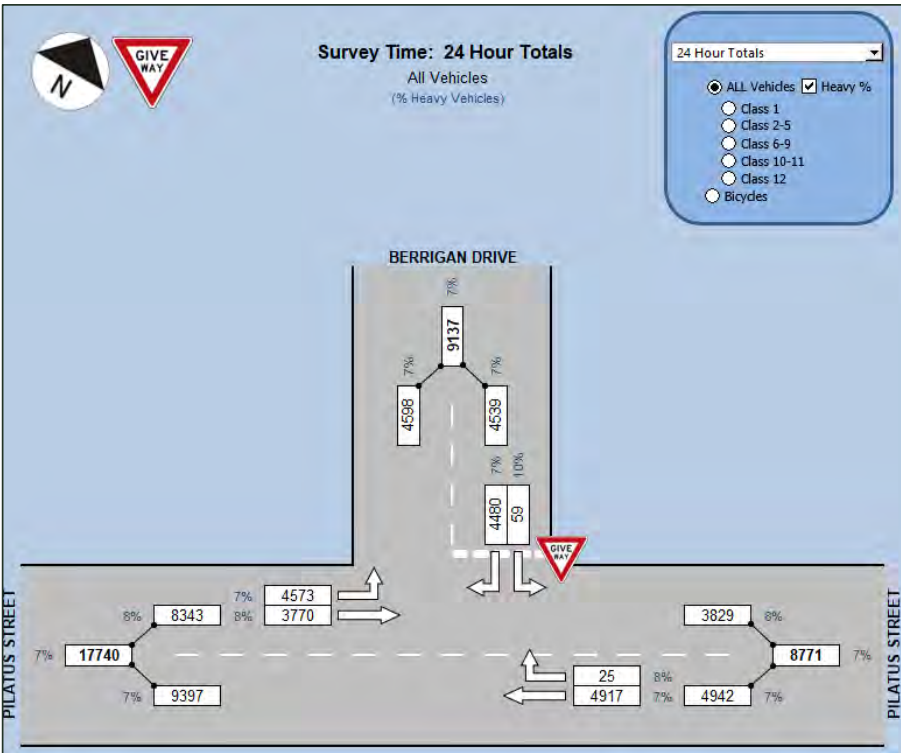 GIVE
WAY
N
Survey Time: 24 Hour Totals
All Vehicles
(% Heavy Vehicles)
24 Hour Totals
ALL Vehicles Heavy %
Class 1
Class 2-5
Class 6-9
Class 10-11
Class 12
Bicycles
BERRIGAN DRIVE
7%
9137
7% 7%
4598 4539
7% 10%
4480 59
GIVE
WAY
PILATUS STREET
7% 17740
8% 8343
7% 9397
7% 4573
8% 3770
25 8%
4917 7%
3829 8%
4942 7%
8771 7%
PILATUS STREET